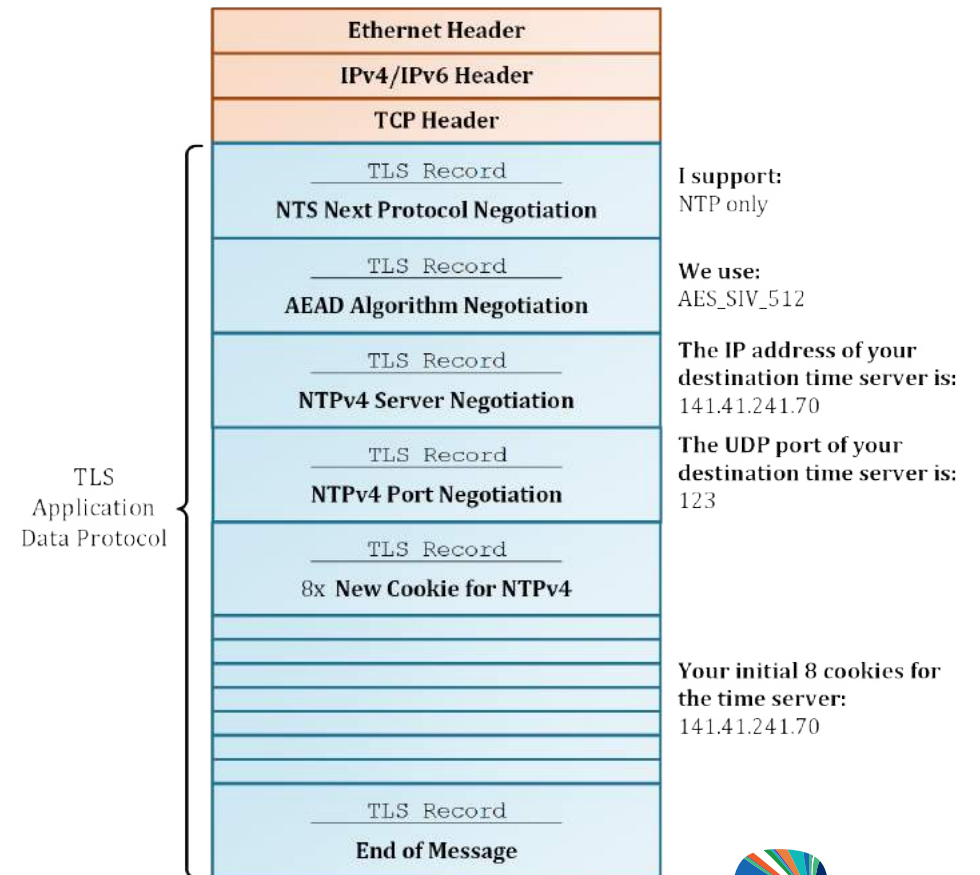 Ethernet Header
IPv4/IPv6 Header
TCP Header
TLS Record
NTS Next Protocol Negotiation
I support:
NTP only
TLS Record
AEAD Algorithm Negotiation
We use:
AES_SIV_512
TLS Record
NTPv4 Server Negotiation
The IP address of your
destination time server is:
141.41.241.70
TLS Record
NTPv4 Port Negotiation
The UDP port of your
destination time server is:
123
TLS
Application
Data Protocol
TLS Record
8x New Cookie for NTPv4
Your initial 8 cookies for
the time server:
141.41.241.70
TLS Record
End of Message